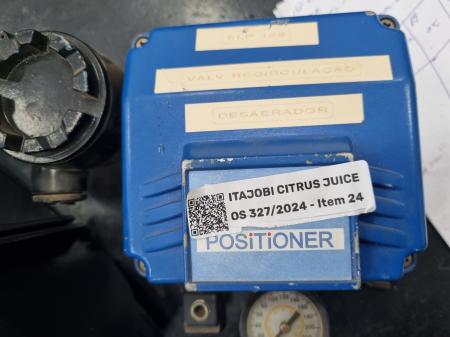 VALV RECIRCULAÇÃO
DESAERADOR
ITAJOBI CITRUS JUICE
OS 327/2024 - Item 24
POSITIONER